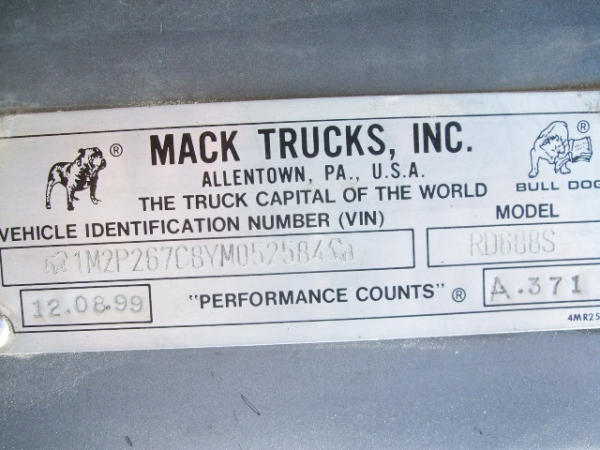 ® MACK TRUCKS, INC. ®
ALLENTOWN, PA., U.S.A.
THE TRUCK CAPITAL OF THE WORLD
BULL DOG
VEHICLE IDENTIFICATION NUMBER (VIN)
MODEL
1M2P267C8YM052584
RD688S
12.08.99
"PERFORMANCE COUNTS" ®
A.371
4MR25